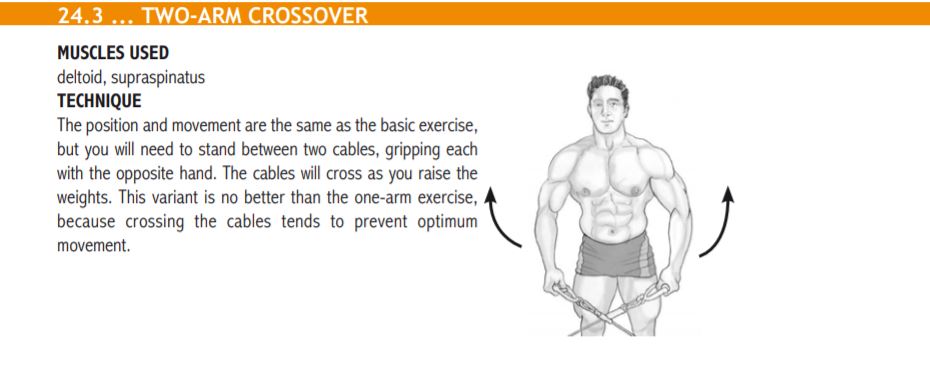 24.3 ... TWO-ARM CROSSOVER
MUSCLES USED
deltoid, supraspinatus
TECHNIQUE
The position and movement are the same as the basic exercise,
but you will need to stand between two cables, gripping each
with the opposite hand. The cables will cross as you raise the
weights. This variant is no better than the one-arm exercise,
because crossing the cables tends to prevent optimum
movement.